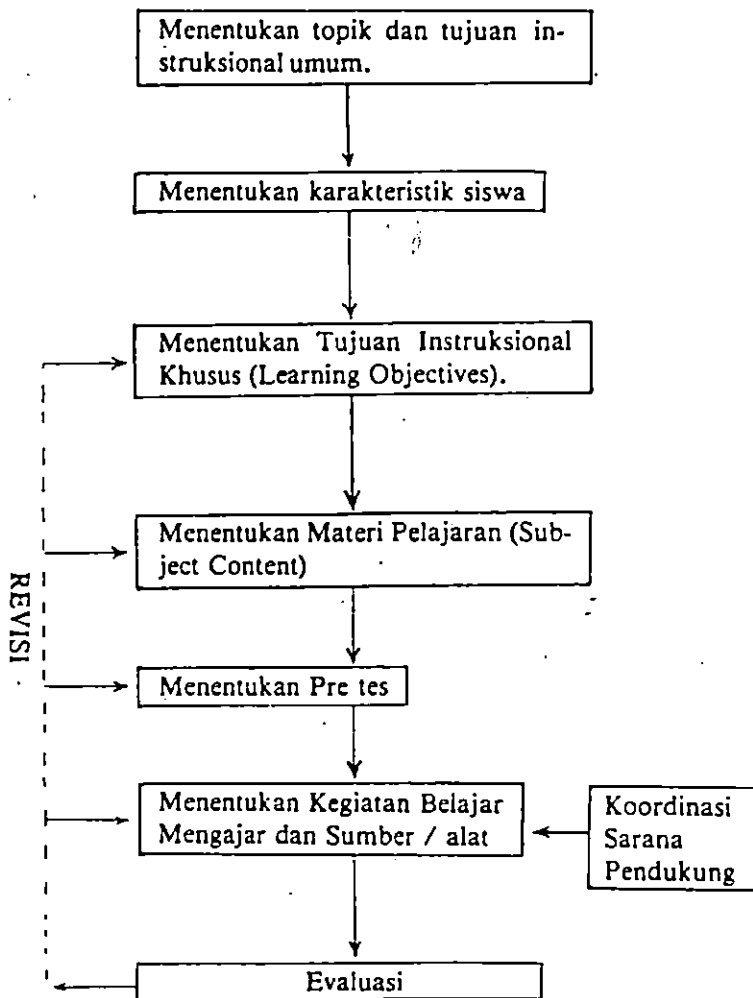 Menentukan topik dan tujuan in-
struksional umum.
Menentukan karakteristik siswa
Menentukan Tujuan Instruksional
Khusus (Learning Objectives).
Menentukan Materi Pelajaran (Sub-
ject Content)
REVISI
Menentukan Pre tes
Menentukan Kegiatan Belajar
Mengajar dan Sumber / alat
Koordinasi
Sarana
Pendukung
Evaluasi